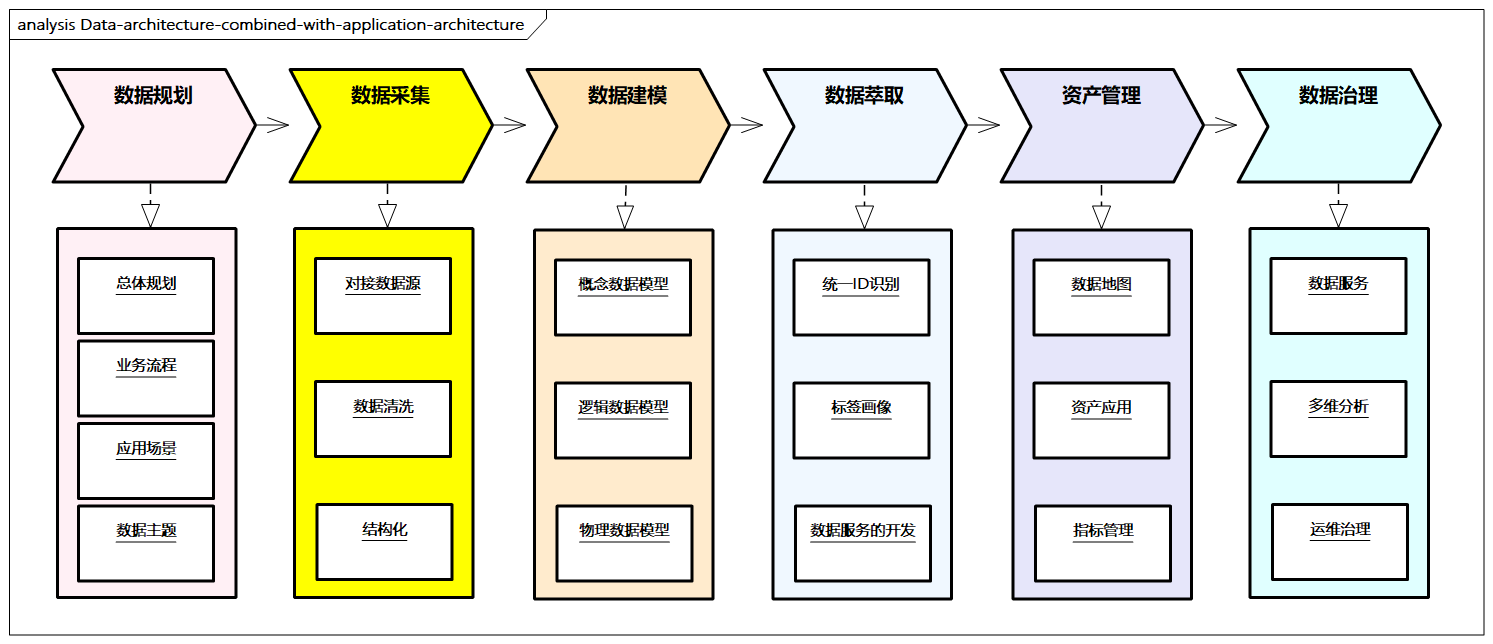 analysis Data-architecture-combined-with-application-architecture
数据规划
数据采集
数据建模
数据萃取
资产管理
数据治理
总体规划
业务流程
应用场景
数据主题
对接数据源
数据清洗
结构化
概念数据模型
逻辑数据模型
物理数据模型
统一ID识别
标签画像
数据服务的开发
数据地图
资产应用
指标管理
数据服务
多维分析
运维治理